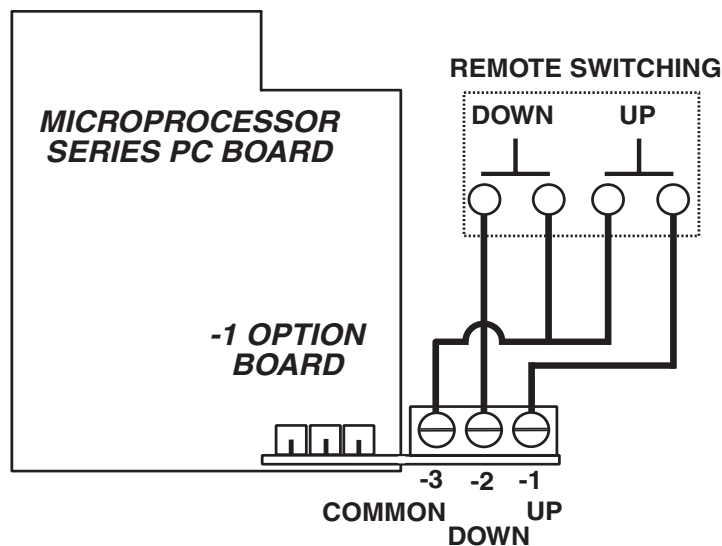 REMOTE SWITCHING
DOWN UP
MICROPROCESSOR
SERIES PC BOARD
-1 OPTION
BOARD
-3 -2 -1
COMMON UP
DOWN